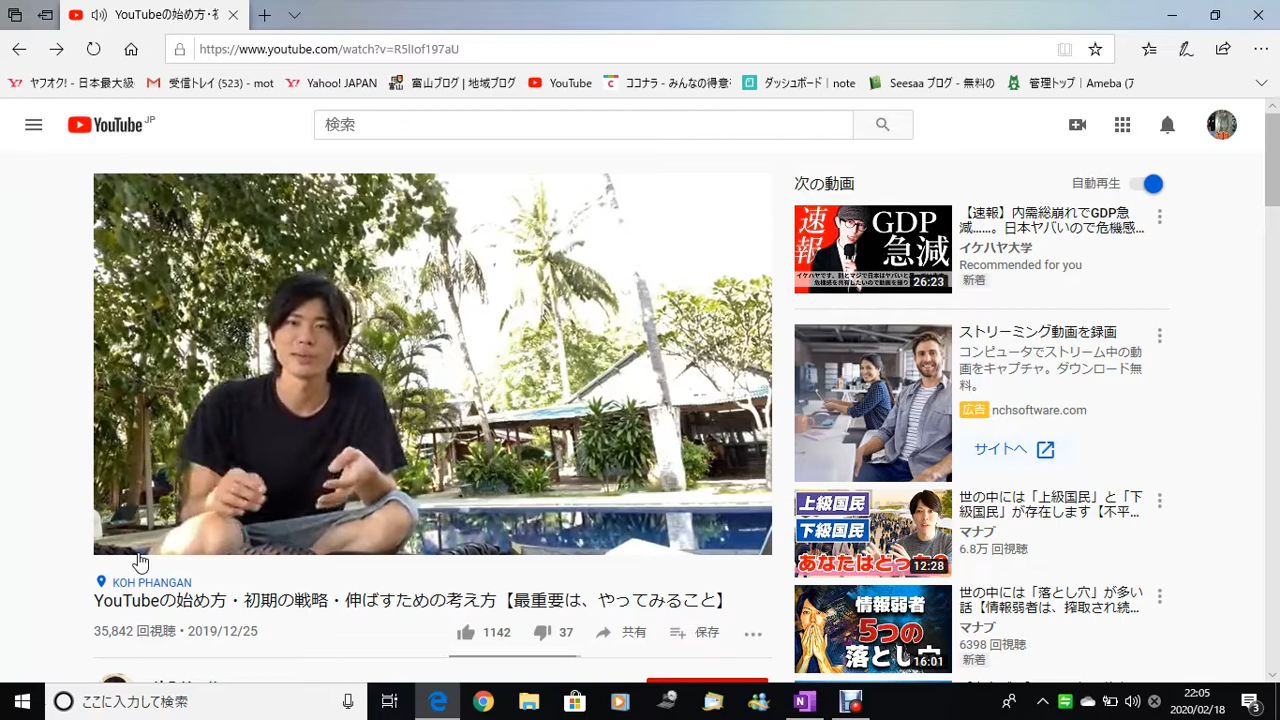 YouTubeの始め方・初
https://www.youtube.com/watch?v=R5lIof197aU
ヤフオク! - 日本最大級 受信トレイ (523) - mot Yahoo! JAPAN 富山ブログ | 地域ブログ YouTube ココナラ - みんなの得意 ダッシュボード | note Seesaa ブログ - 無料の 管理トップ | Ameba (ア
YouTube JP
検索
次の動画
自動再生
速報
GDP急減
26:23
【速報】内需総崩れでGDP急
減……。日本ヤバいので危機感…
イケハヤ大学
Recommended for you
新着
ストリーミング動画を録画
コンピュータでストリーム中の動
画をキャプチャ。ダウンロード無
料。
広告 nchsoftware.com
サイトへ
上級国民
下級国民
あなたはどっち?
12:28
世の中には「上級国民」と「下
級国民」が存在します【不平…
マナブ
6.8万 回視聴
情報弱者
5つの
落とし穴
16:01
世の中には「落とし穴」が多い
話【情報弱者は、搾取され続…
マナブ
6398 回視聴
新着
KOH PHANGAN
YouTubeの始め方・初期の戦略・伸ばすための考え方【最重要は、やってみること】
35,842 回視聴・2019/12/25
1142 37 共有 保存
ここに入力して検索
22:05
2020/02/18
3